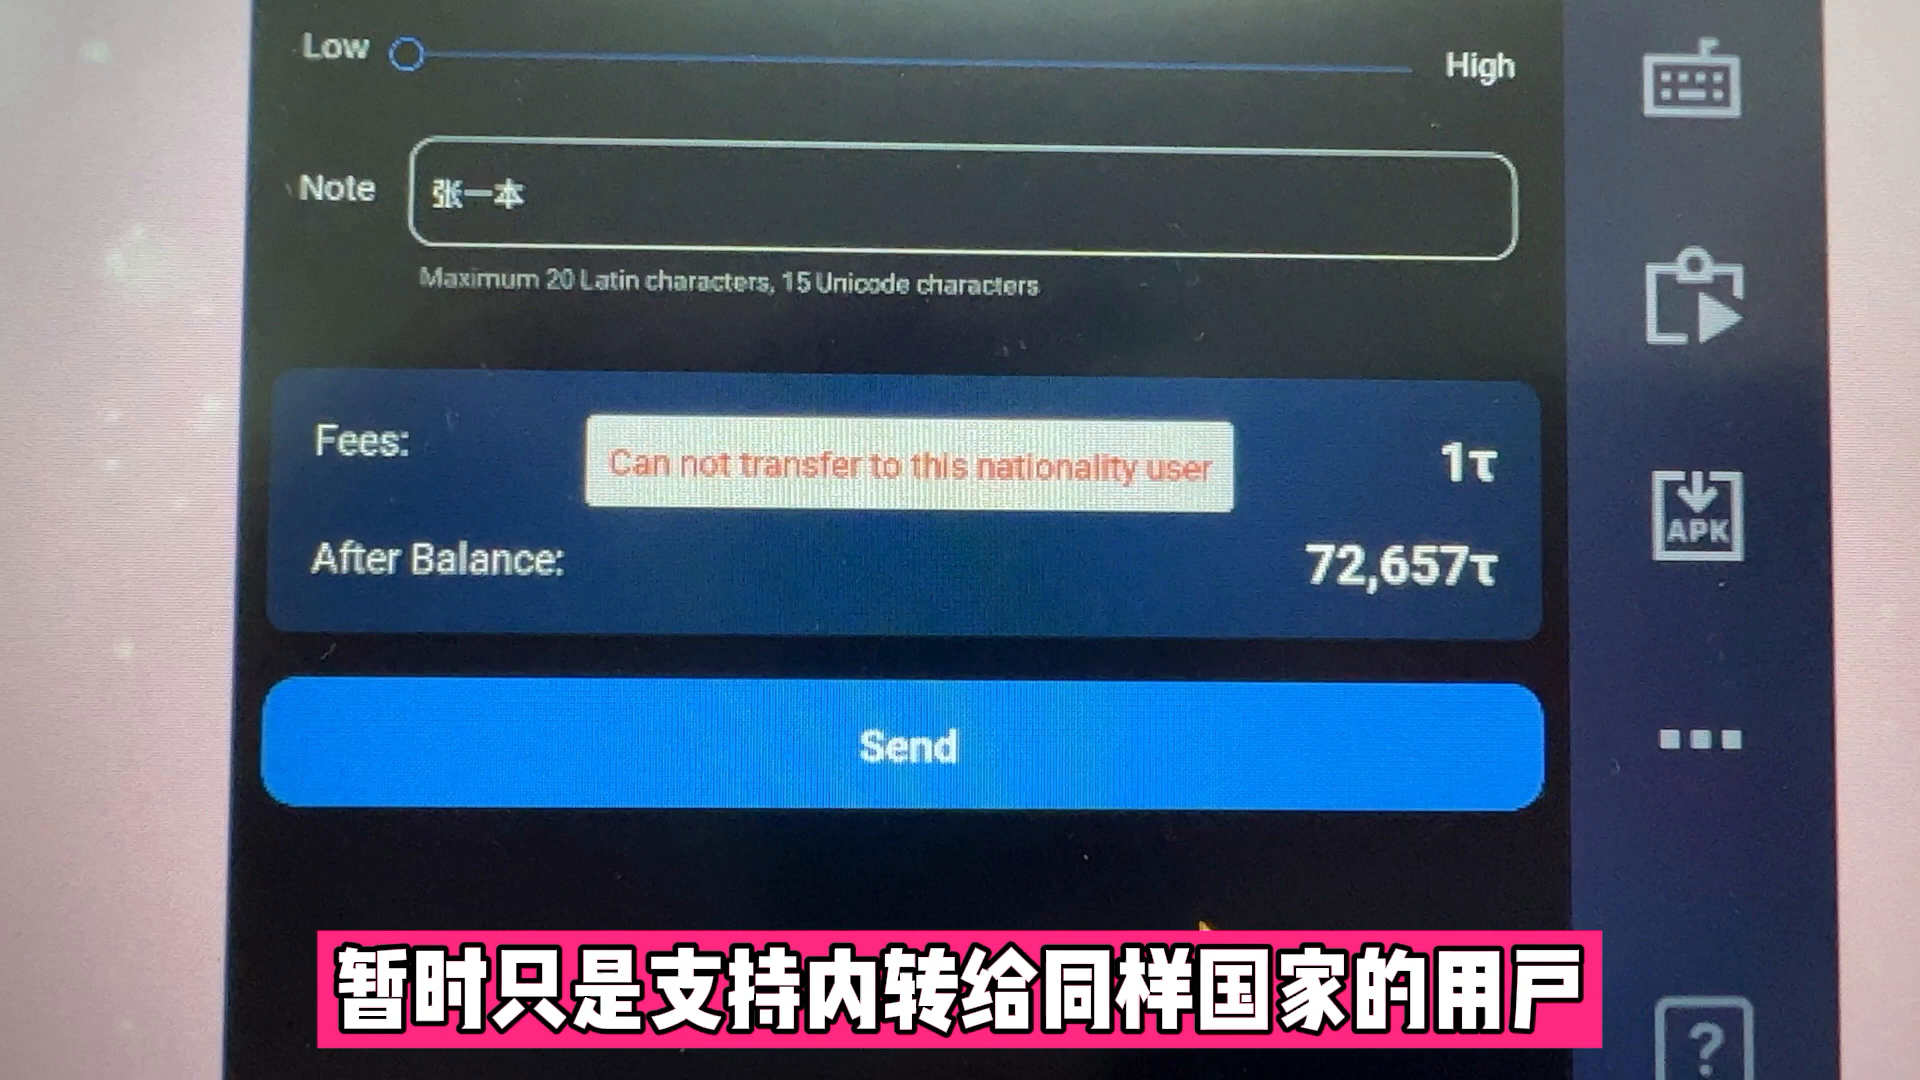 Low
High
Note
张一本
Maximum 20 Latin characters, 15 Unicode characters
Fees:
Can not transfer to this nationality user
1τ
After Balance:
72,657τ
Send
APK
?
暂时只是支持内转给同样国家的用户